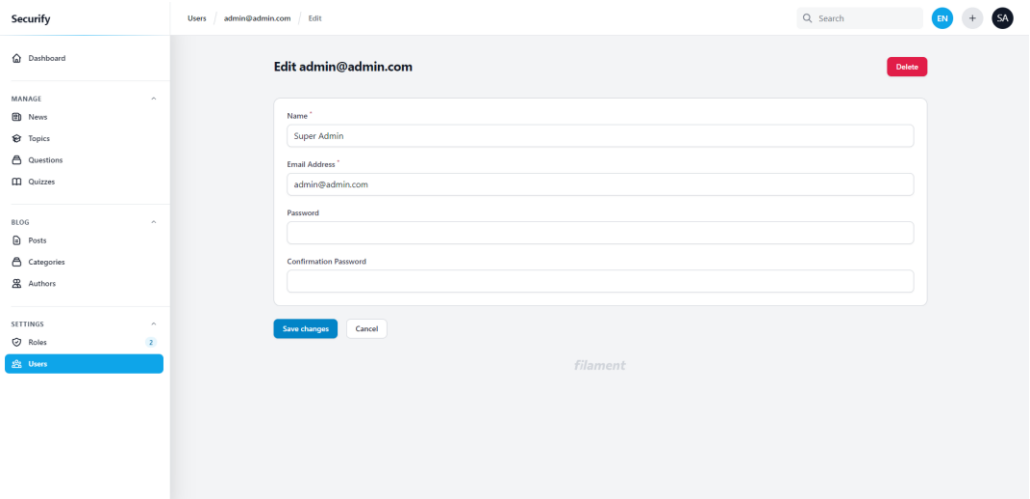 Securify
Users / admin@admin.com / Edit
Search
EN
+
SA
Dashboard
MANAGE
News
Topics
Questions
Quizzes
BLOG
Posts
Categories
Authors
SETTINGS
Roles 2
Users
Edit admin@admin.com
Delete
Name *
Super Admin
Email Address *
admin@admin.com
Password
Confirmation Password
Save changes Cancel
filament